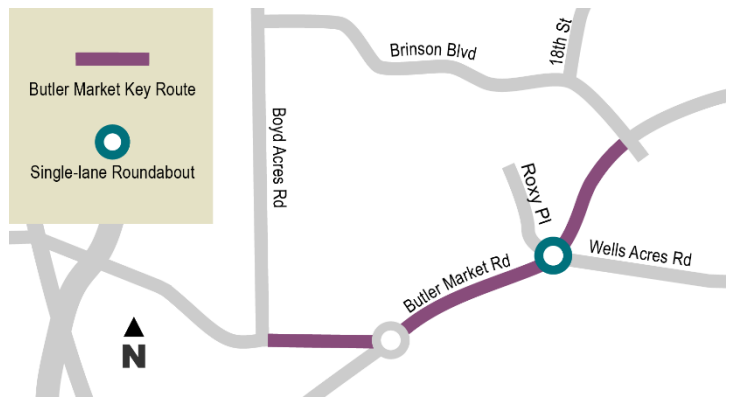 Butler Market Key Route
Single-lane Roundabout
Brinson Blvd
18th St
Boyd Acres Rd
Roxy Pl
Wells Acres Rd
Butler Market Rd
N